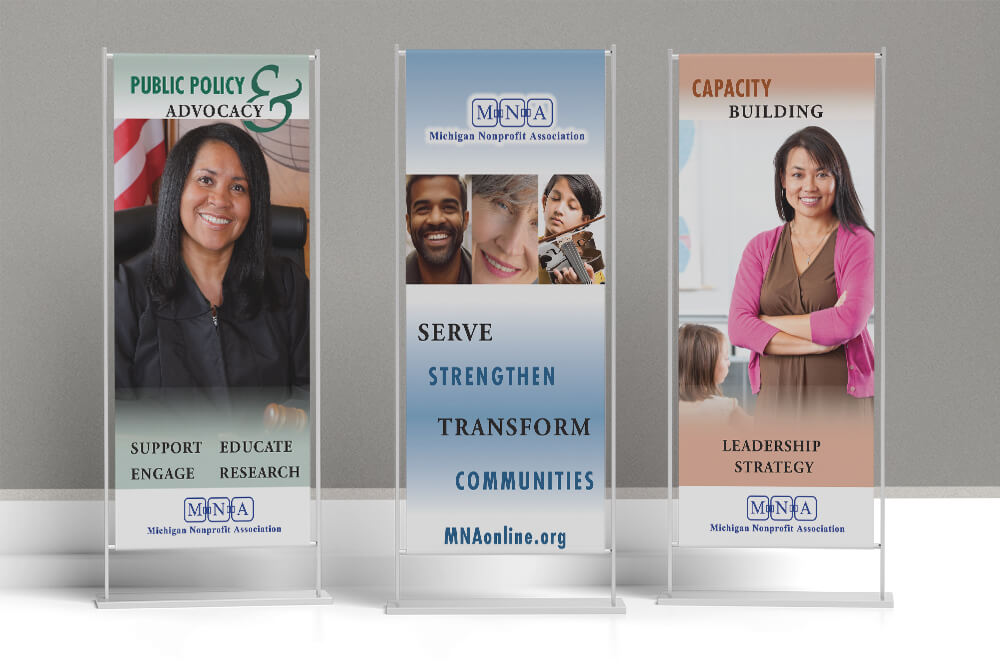 PUBLIC POLICY &
ADVOCACY
SUPPORT EDUCATE
ENGAGE RESEARCH
MNA
Michigan Nonprofit Association
MNA
Michigan Nonprofit Association
SERVE
STRENGTHEN
TRANSFORM
COMMUNITIES
MNAonline.org
CAPACITY
BUILDING
LEADERSHIP
STRATEGY
MNA
Michigan Nonprofit Association